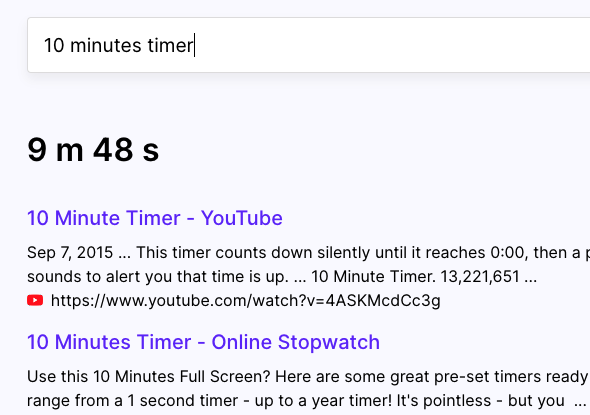 10 minutes timer
9 m 48 s
10 Minute Timer - YouTube
Sep 7, 2015 ... This timer counts down silently until it reaches 0:00, then a p
sounds to alert you that time is up. ... 10 Minute Timer. 13,221,651 ...
https://www.youtube.com/watch?v=4ASKMcdCc3g
10 Minutes Timer - Online Stopwatch
Use this 10 Minutes Full Screen? Here are some great pre-set timers ready
range from a 1 second timer - up to a year timer! It's pointless - but you ...